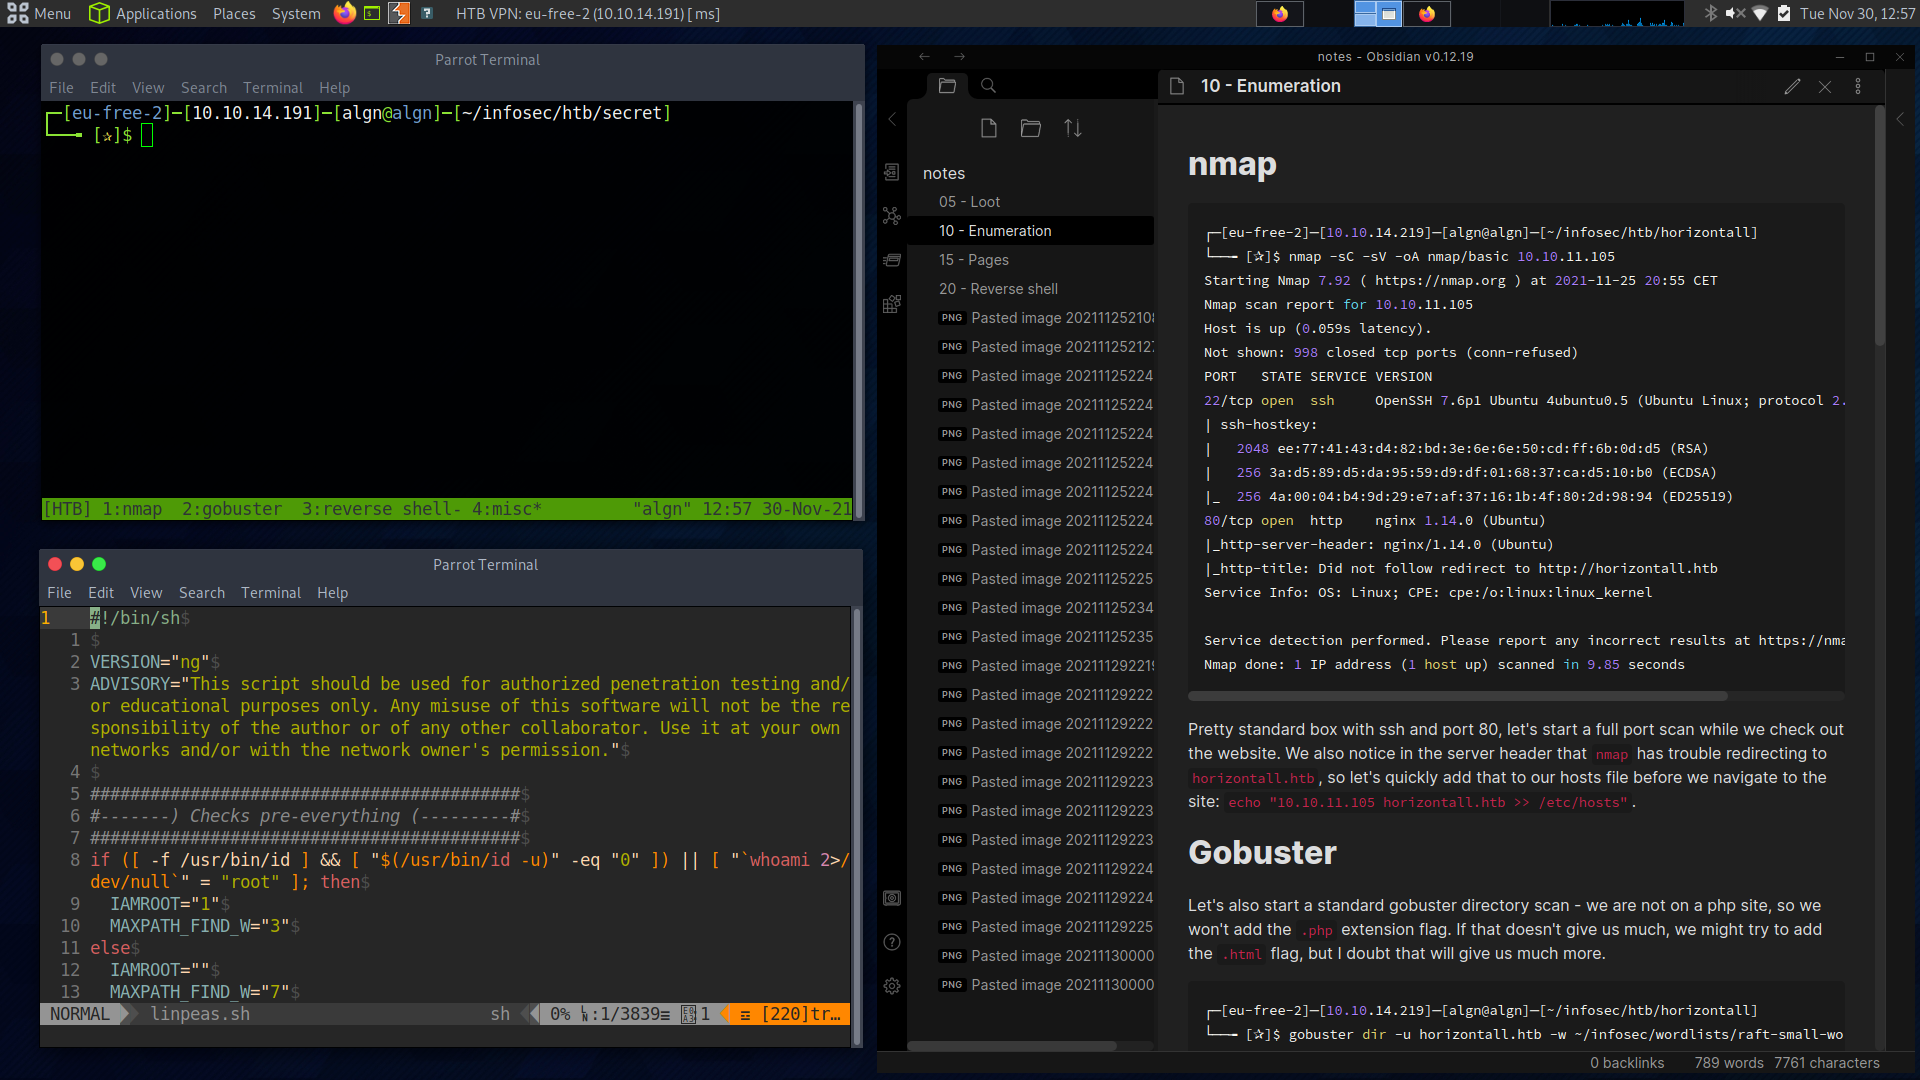 Menu Applications Places System HTB VPN: eu-free-2 (10.10.14.191) [ ms] Tue Nov 30, 12:57
Parrot Terminal
File Edit View Search Terminal Help
[eu-free-2]─[10.10.14.191]─[algn@algn]─[~/infosec/htb/secret]
[✰]$
[HTB] 1:nmap 2:gobuster 3:reverse shell- 4:misc* "algn" 12:57 30-Nov-21
Parrot Terminal
File Edit View Search Terminal Help
1 #!/bin/sh$
1 $
2 VERSION="ng"$
3 ADVISORY="This script should be used for authorized penetration testing and/
or educational purposes only. Any misuse of this software will not be the re
sponsibility of the author or of any other collaborator. Use it at your own
networks and/or with the network owner's permission."$
4 $
5 ###########################################$
6 #-------) Checks pre-everything (---------#$
7 ###########################################$
8 if ([ -f /usr/bin/id ] && [ "$(/usr/bin/id -u)" -eq "0" ]) || [ "`whoami 2>/
dev/null`" = "root" ]; then$
9 IAMROOT="1"$
10 MAXPATH_FIND_W="3"$
11 else$
12 IAMROOT=""$
13 MAXPATH_FIND_W="7"$
NORMAL linpeas.sh sh 0% :1/3839≡ 1 [220]tr…
notes - Obsidian v0.12.19
notes
05 - Loot
10 - Enumeration
15 - Pages
20 - Reverse shell
PNG Pasted image 202111252108
PNG Pasted image 202111252127
PNG Pasted image 20211125224
PNG Pasted image 20211125224
PNG Pasted image 20211125224
PNG Pasted image 20211125224
PNG Pasted image 20211125224
PNG Pasted image 20211125224
PNG Pasted image 20211125224
PNG Pasted image 20211125225
PNG Pasted image 20211125234
PNG Pasted image 20211125235
PNG Pasted image 202111292219
PNG Pasted image 20211129222
PNG Pasted image 20211129222
PNG Pasted image 20211129222
PNG Pasted image 20211129223
PNG Pasted image 20211129223
PNG Pasted image 20211129223
PNG Pasted image 20211129224
PNG Pasted image 20211129224
PNG Pasted image 20211129225
PNG Pasted image 20211130000
PNG Pasted image 20211130000
10 - Enumeration
nmap
[eu-free-2]─[10.10.14.219]─[algn@algn]─[~/infosec/htb/horizontall]
[✰]$ nmap -sC -sV -oA nmap/basic 10.10.11.105
Starting Nmap 7.92 ( https://nmap.org ) at 2021-11-25 20:55 CET
Nmap scan report for 10.10.11.105
Host is up (0.059s latency).
Not shown: 998 closed tcp ports (conn-refused)
PORT STATE SERVICE VERSION
22/tcp open ssh OpenSSH 7.6p1 Ubuntu 4ubuntu0.5 (Ubuntu Linux; protocol 2.
| ssh-hostkey:
| 2048 ee:77:41:43:d4:82:bd:3e:6e:6e:50:cd:ff:6b:0d:d5 (RSA)
| 256 3a:d5:89:d5:da:95:59:d9:df:01:68:37:ca:d5:10:b0 (ECDSA)
|_ 256 4a:00:04:b4:9d:29:e7:af:37:16:1b:4f:80:2d:98:94 (ED25519)
80/tcp open http nginx 1.14.0 (Ubuntu)
|_http-server-header: nginx/1.14.0 (Ubuntu)
|_http-title: Did not follow redirect to http://horizontall.htb
Service Info: OS: Linux; CPE: cpe:/o:linux:linux_kernel
Service detection performed. Please report any incorrect results at https://nma
Nmap done: 1 IP address (1 host up) scanned in 9.85 seconds
Pretty standard box with ssh and port 80, let's start a full port scan while we check out
the website. We also notice in the server header that nmap has trouble redirecting to
horizontall.htb , so let's quickly add that to our hosts file before we navigate to the
site: echo "10.10.11.105 horizontall.htb >> /etc/hosts" .
Gobuster
Let's also start a standard gobuster directory scan - we are not on a php site, so we
won't add the .php extension flag. If that doesn't give us much, we might try to add
the .html flag, but I doubt that will give us much more.
[eu-free-2]─[10.10.14.219]─[algn@algn]─[~/infosec/htb/horizontall]
[✰]$ gobuster dir -u horizontall.htb -w ~/infosec/wordlists/raft-small-wo
0 backlinks 789 words 7761 characters